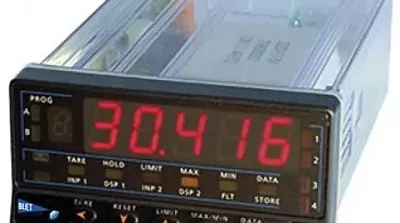 PROG
A
B
30.416
1
2
3
4
TARE HOLD LIMIT MAX MIN DATA
INP 1 DSP 1 INP 2 DSP 2 FLT STORE
BLET TARE RESET LIMIT MAX/MIN DATA